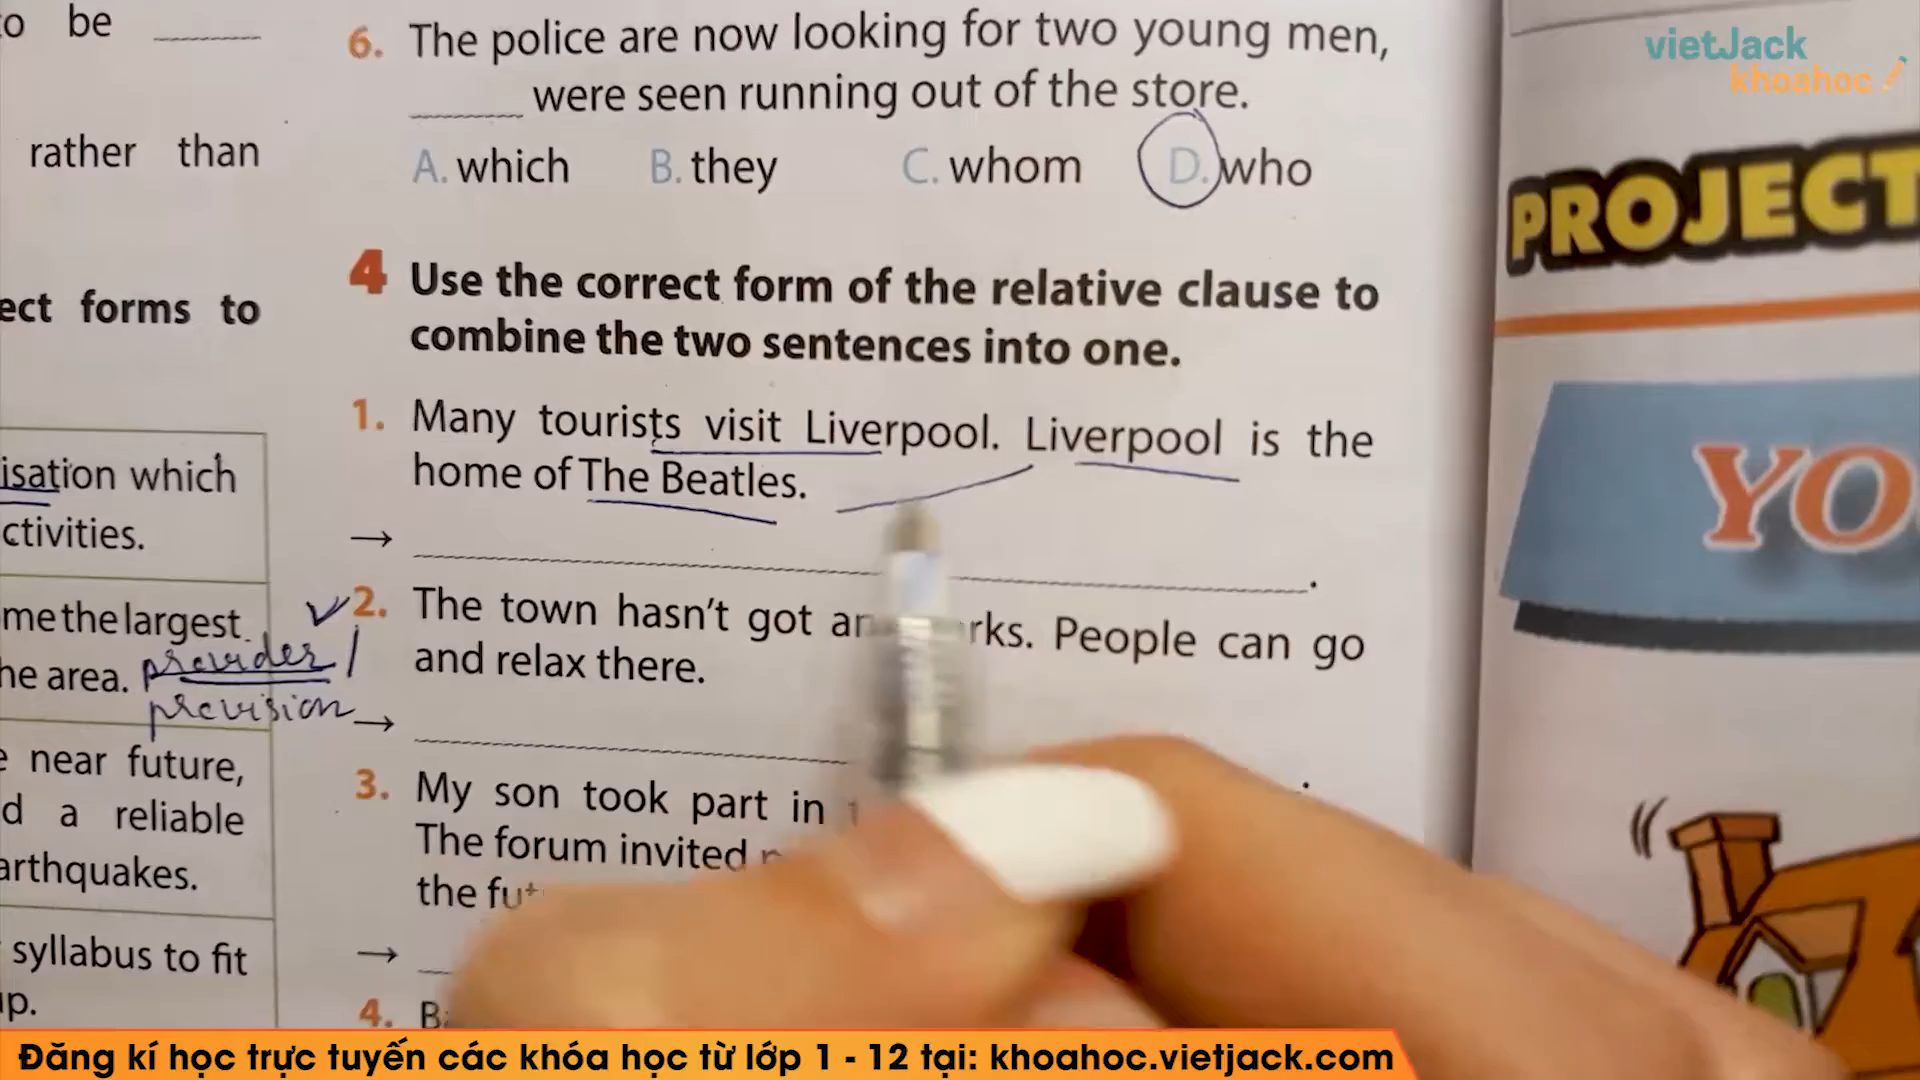 o be
rather than
ect forms to
isation which
ctivities.
me the largest
he area.
provider /
provision
near future,
d a reliable
arthquakes.
syllabus to fit
up.
6. The police are now looking for two young men,
were seen running out of the store.
A. which B. they C. whom D. who
4 Use the correct form of the relative clause to
combine the two sentences into one.
1. Many tourists visit Liverpool. Liverpool is the
home of The Beatles.
→
2. The town hasn't got an rks. People can go
and relax there.
→
3. My son took part in
The forum invited
the fu
→
4. B
vietJack
khoahoc
PROJECT
YO
Đăng kí học trực tuyến các khóa học từ lớp 1 - 12 tại: khoahoc.vietjack.com